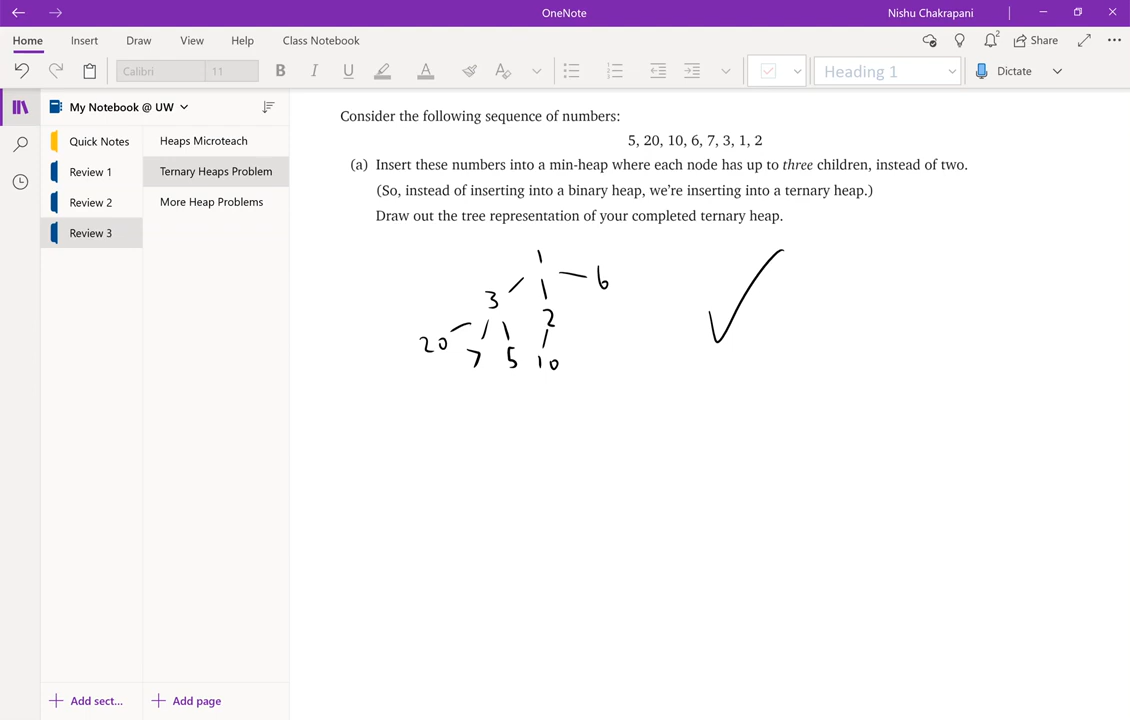 OneNote
Nishu Chakrapani
Home Insert Draw View Help Class Notebook
2
Share
Calibri 11 B I U A
Heading 1
Dictate
My Notebook @ UW
Quick Notes
Review 1
Review 2
Review 3
Heaps Microteach
Ternary Heaps Problem
More Heap Problems
Consider the following sequence of numbers:
5, 20, 10, 6, 7, 3, 1, 2
(a) Insert these numbers into a min-heap where each node has up to three children, instead of two.
(So, instead of inserting into a binary heap, we're inserting into a ternary heap.)
Draw out the tree representation of your completed ternary heap.
1
3 2 6
20 7 5 10
Add sect...
Add page